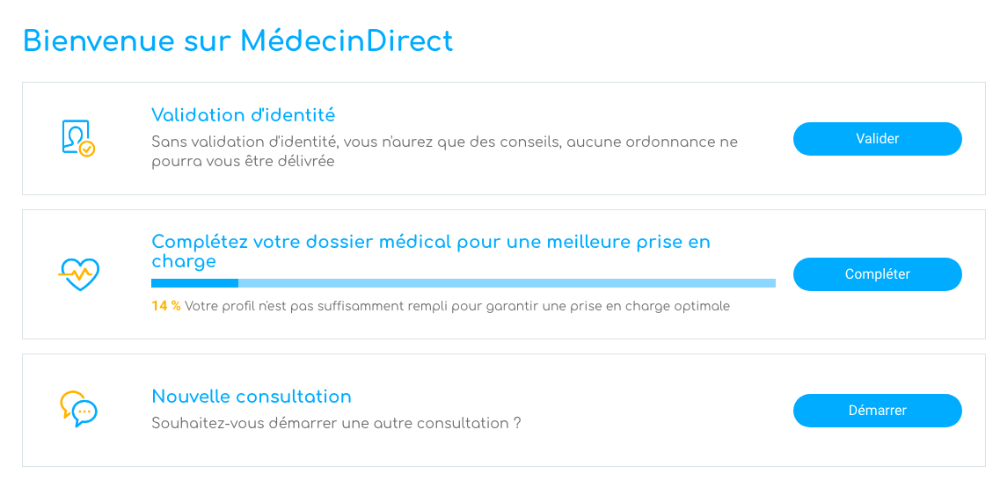 Bienvenue sur MédecinDirect
Validation d'identité
Sans validation d'identité, vous n'aurez que des conseils, aucune ordonnance ne
pourra vous être délivrée
Valider
Complétez votre dossier médical pour une meilleure prise en
charge
14 % Votre profil n'est pas suffisamment rempli pour garantir une prise en charge optimale
Compléter
Nouvelle consultation
Souhaitez-vous démarrer une autre consultation ?
Démarrer